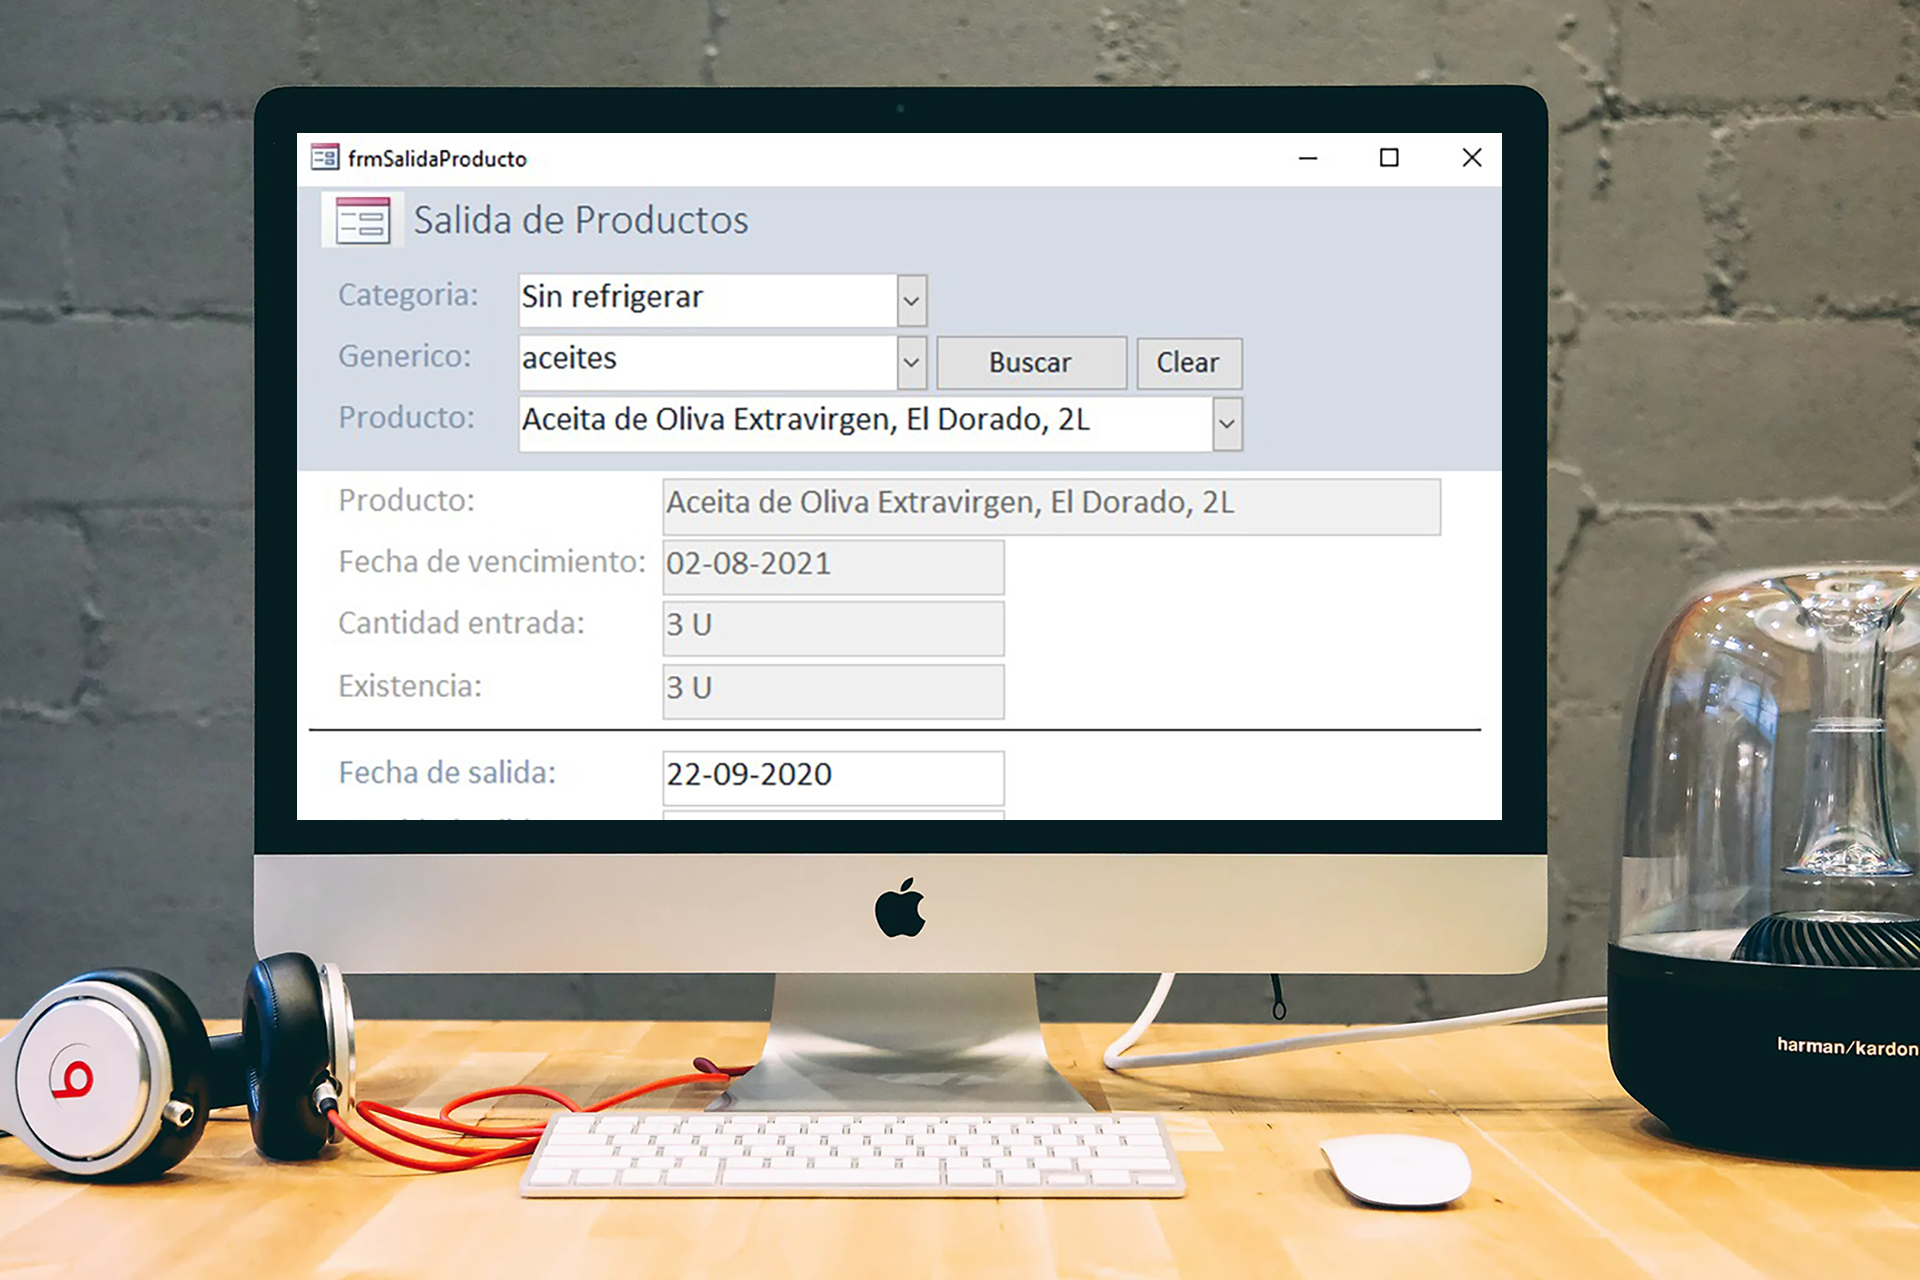 frmSalidaProducto
Salida de Productos
Categoria: Sin refrigerar
Generico: aceites Buscar Clear
Producto: Aceita de Oliva Extravirgen, El Dorado, 2L
Producto: Aceita de Oliva Extravirgen, El Dorado, 2L
Fecha de vencimiento: 02-08-2021
Cantidad entrada: 3 U
Existencia: 3 U
Fecha de salida: 22-09-2020
harman/kardon
b